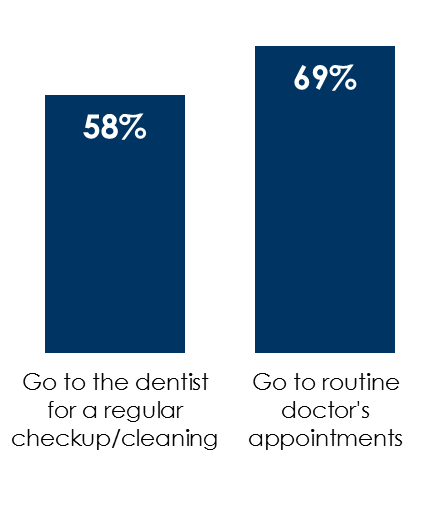 58%
69%
Go to the dentist
for a regular
checkup/cleaning
Go to routine
doctor's
appointments